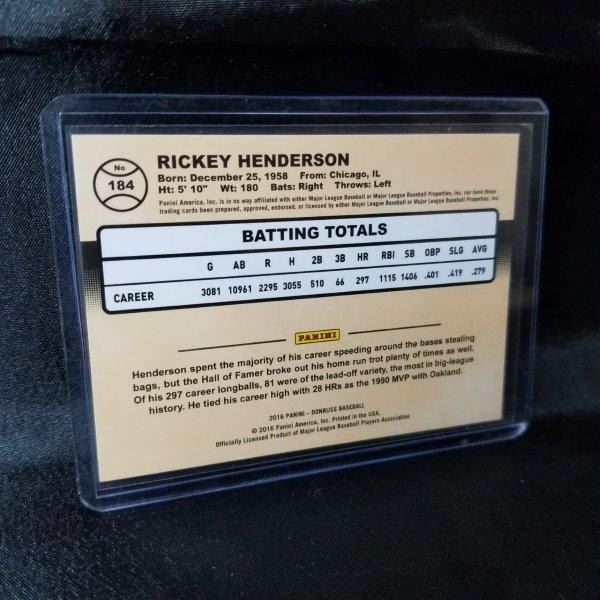 No
184
RICKEY HENDERSON
Born: December 25, 1958 From: Chicago, IL
Ht: 5' 10" Wt: 180 Bats: Right Throws: Left
Panini America, Inc. is in no way affiliated with either Major League Baseball or Major League Baseball Properties, Inc. nor have these
trading cards been prepared, approved, endorsed, or licensed by either Major League Baseball or Major League Baseball Properties, Inc.
BATTING TOTALS
G AB R H 2B 3B HR RBI SB OBP SLG AVG
CAREER 3081 10961 2295 3055 510 66 297 1115 1406 .401 .419 .279
PANINI
Henderson spent the majority of his career speeding around the bases stealing
bags, but the Hall of Famer broke out his home run trot plenty of times as well.
Of his 297 career longballs, 81 were of the lead-off variety, the most in big-league
history. He tied his career high with 28 HRs as the 1990 MVP with Oakland.
2016 PANINI - DONRUSS BASEBALL
© 2016 Panini America, Inc. Printed in the USA.
Officially Licensed Product of Major League Baseball Players Association